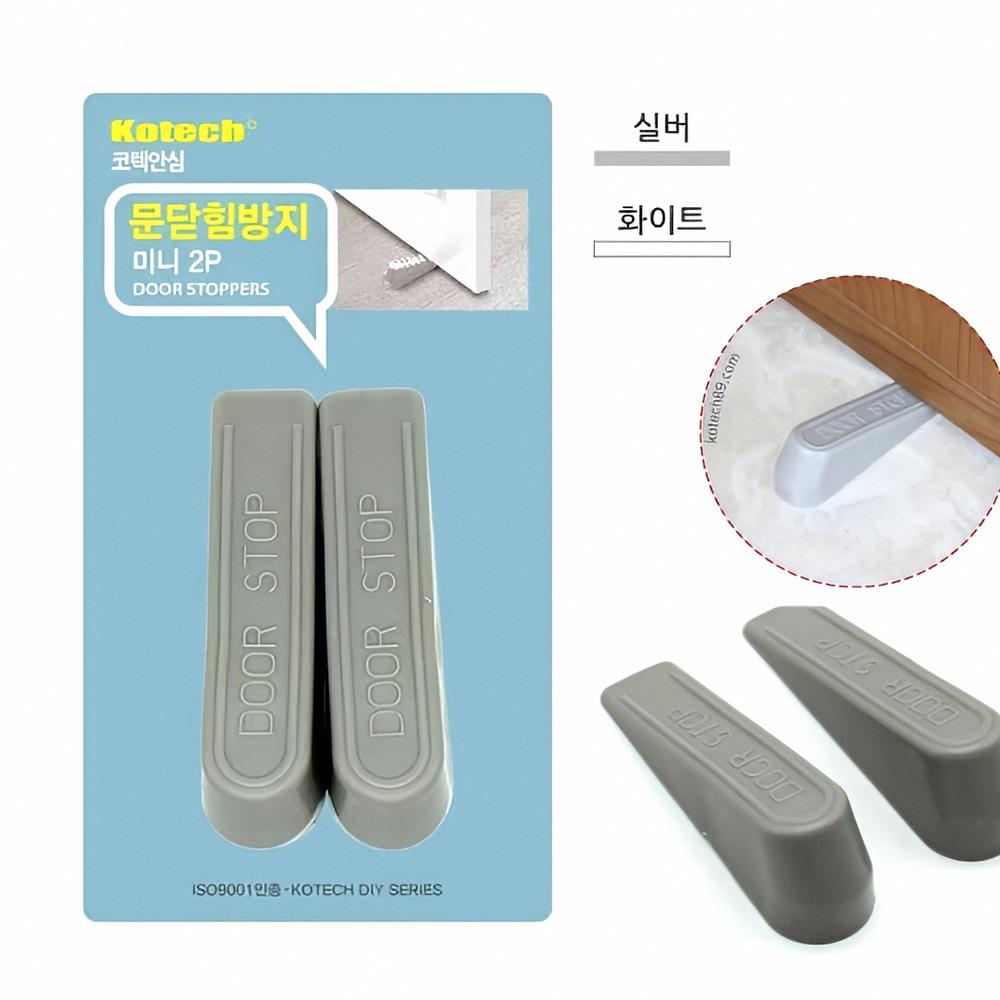 Kotech
코텍안심
문닫힘방지
미니 2P
DOOR STOPPERS
DOOR STOP
DOOR STOP
ISO9001인증-KOTECH DIY SERIES
실버
화이트
kotech89.com
DOOR STOP
DOOR STOP
DOOR STOP